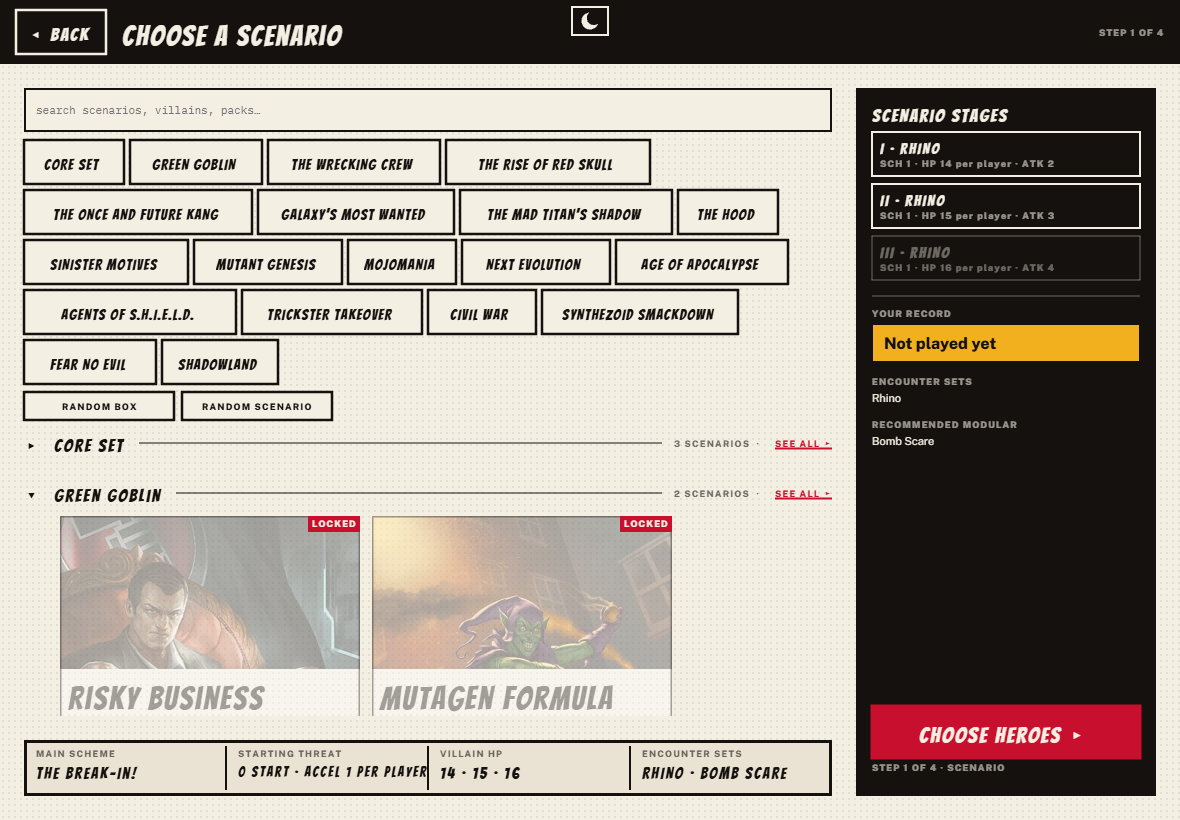 ◂ BACK
CHOOSE A SCENARIO
STEP 1 OF 4
search scenarios, villains, packs…
CORE SET
GREEN GOBLIN
THE WRECKING CREW
THE RISE OF RED SKULL
THE ONCE AND FUTURE KANG
GALAXY'S MOST WANTED
THE MAD TITAN'S SHADOW
THE HOOD
SINISTER MOTIVES
MUTANT GENESIS
MOJOMANIA
NEXT EVOLUTION
AGE OF APOCALYPSE
AGENTS OF S.H.I.E.L.D.
TRICKSTER TAKEOVER
CIVIL WAR
SYNTHEZOID SMACKDOWN
FEAR NO EVIL
SHADOWLAND
RANDOM BOX
RANDOM SCENARIO
▸ CORE SET
3 SCENARIOS ·
SEE ALL ▸
▾ GREEN GOBLIN
2 SCENARIOS ·
SEE ALL ▸
LOCKED
RISKY BUSINESS
LOCKED
MUTAGEN FORMULA
MAIN SCHEME
THE BREAK-IN!
STARTING THREAT
0 START · ACCEL 1 PER PLAYER
VILLAIN HP
14 · 15 · 16
ENCOUNTER SETS
RHINO · BOMB SCARE
SCENARIO STAGES
I · RHINO
SCH 1 · HP 14 per player · ATK 2
II · RHINO
SCH 1 · HP 15 per player · ATK 3
III · RHINO
SCH 1 · HP 16 per player · ATK 4
YOUR RECORD
Not played yet
ENCOUNTER SETS
Rhino
RECOMMENDED MODULAR
Bomb Scare
CHOOSE HEROES ▸
STEP 1 OF 4 · SCENARIO